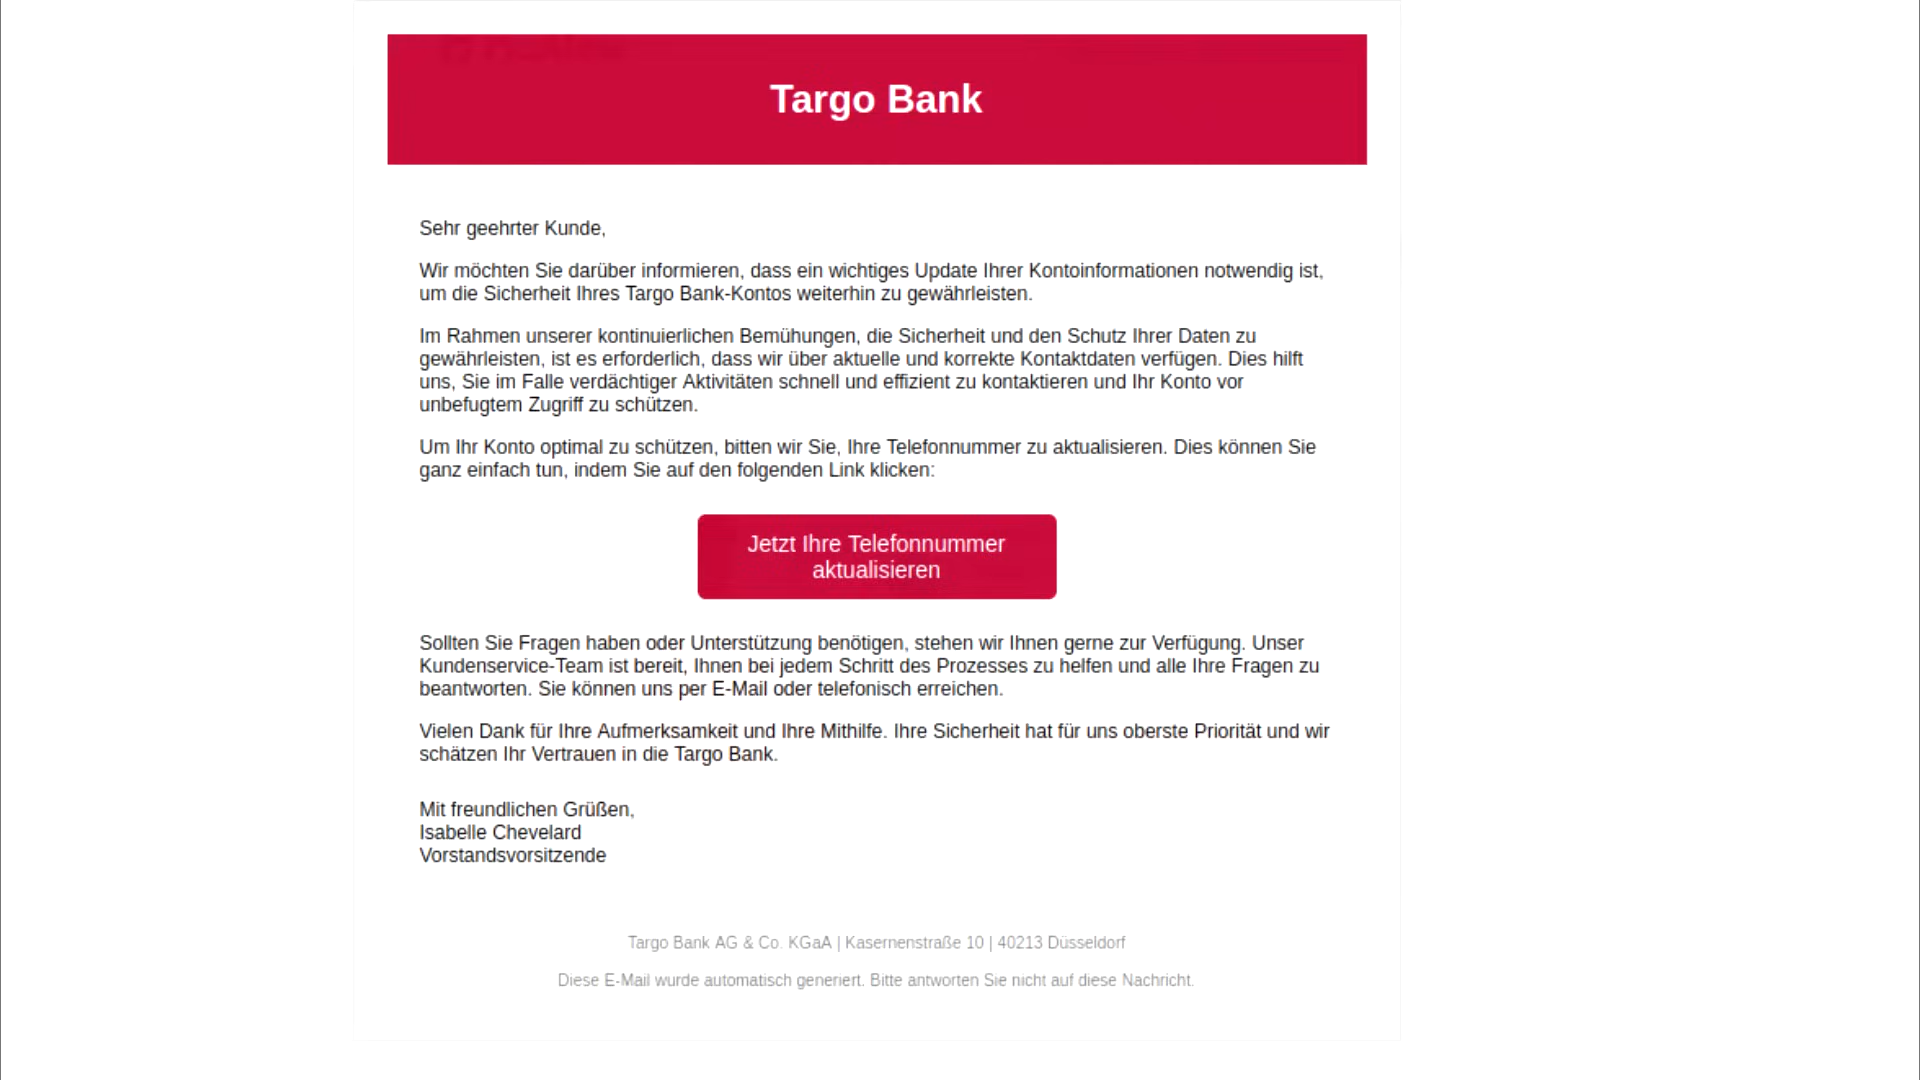 Targo Bank
Sehr geehrter Kunde,
Wir möchten Sie darüber informieren, dass ein wichtiges Update Ihrer Kontoinformationen notwendig ist,
um die Sicherheit Ihres Targo Bank-Kontos weiterhin zu gewährleisten.
Im Rahmen unserer kontinuierlichen Bemühungen, die Sicherheit und den Schutz Ihrer Daten zu
gewährleisten, ist es erforderlich, dass wir über aktuelle und korrekte Kontaktdaten verfügen. Dies hilft
uns, Sie im Falle verdächtiger Aktivitäten schnell und effizient zu kontaktieren und Ihr Konto vor
unbefugtem Zugriff zu schützen.
Um Ihr Konto optimal zu schützen, bitten wir Sie, Ihre Telefonnummer zu aktualisieren. Dies können Sie
ganz einfach tun, indem Sie auf den folgenden Link klicken:
Jetzt Ihre Telefonnummer
aktualisieren
Sollten Sie Fragen haben oder Unterstützung benötigen, stehen wir Ihnen gerne zur Verfügung. Unser
Kundenservice-Team ist bereit, Ihnen bei jedem Schritt des Prozesses zu helfen und alle Ihre Fragen zu
beantworten. Sie können uns per E-Mail oder telefonisch erreichen.
Vielen Dank für Ihre Aufmerksamkeit und Ihre Mithilfe. Ihre Sicherheit hat für uns oberste Priorität und wir
schätzen Ihr Vertrauen in die Targo Bank.
Mit freundlichen Grüßen,
Isabelle Chevelard
Vorstandsvorsitzende
Targo Bank AG & Co. KGaA | Kasernenstraße 10 | 40213 Düsseldorf
Diese E-Mail wurde automatisch generiert. Bitte antworten Sie nicht auf diese Nachricht.